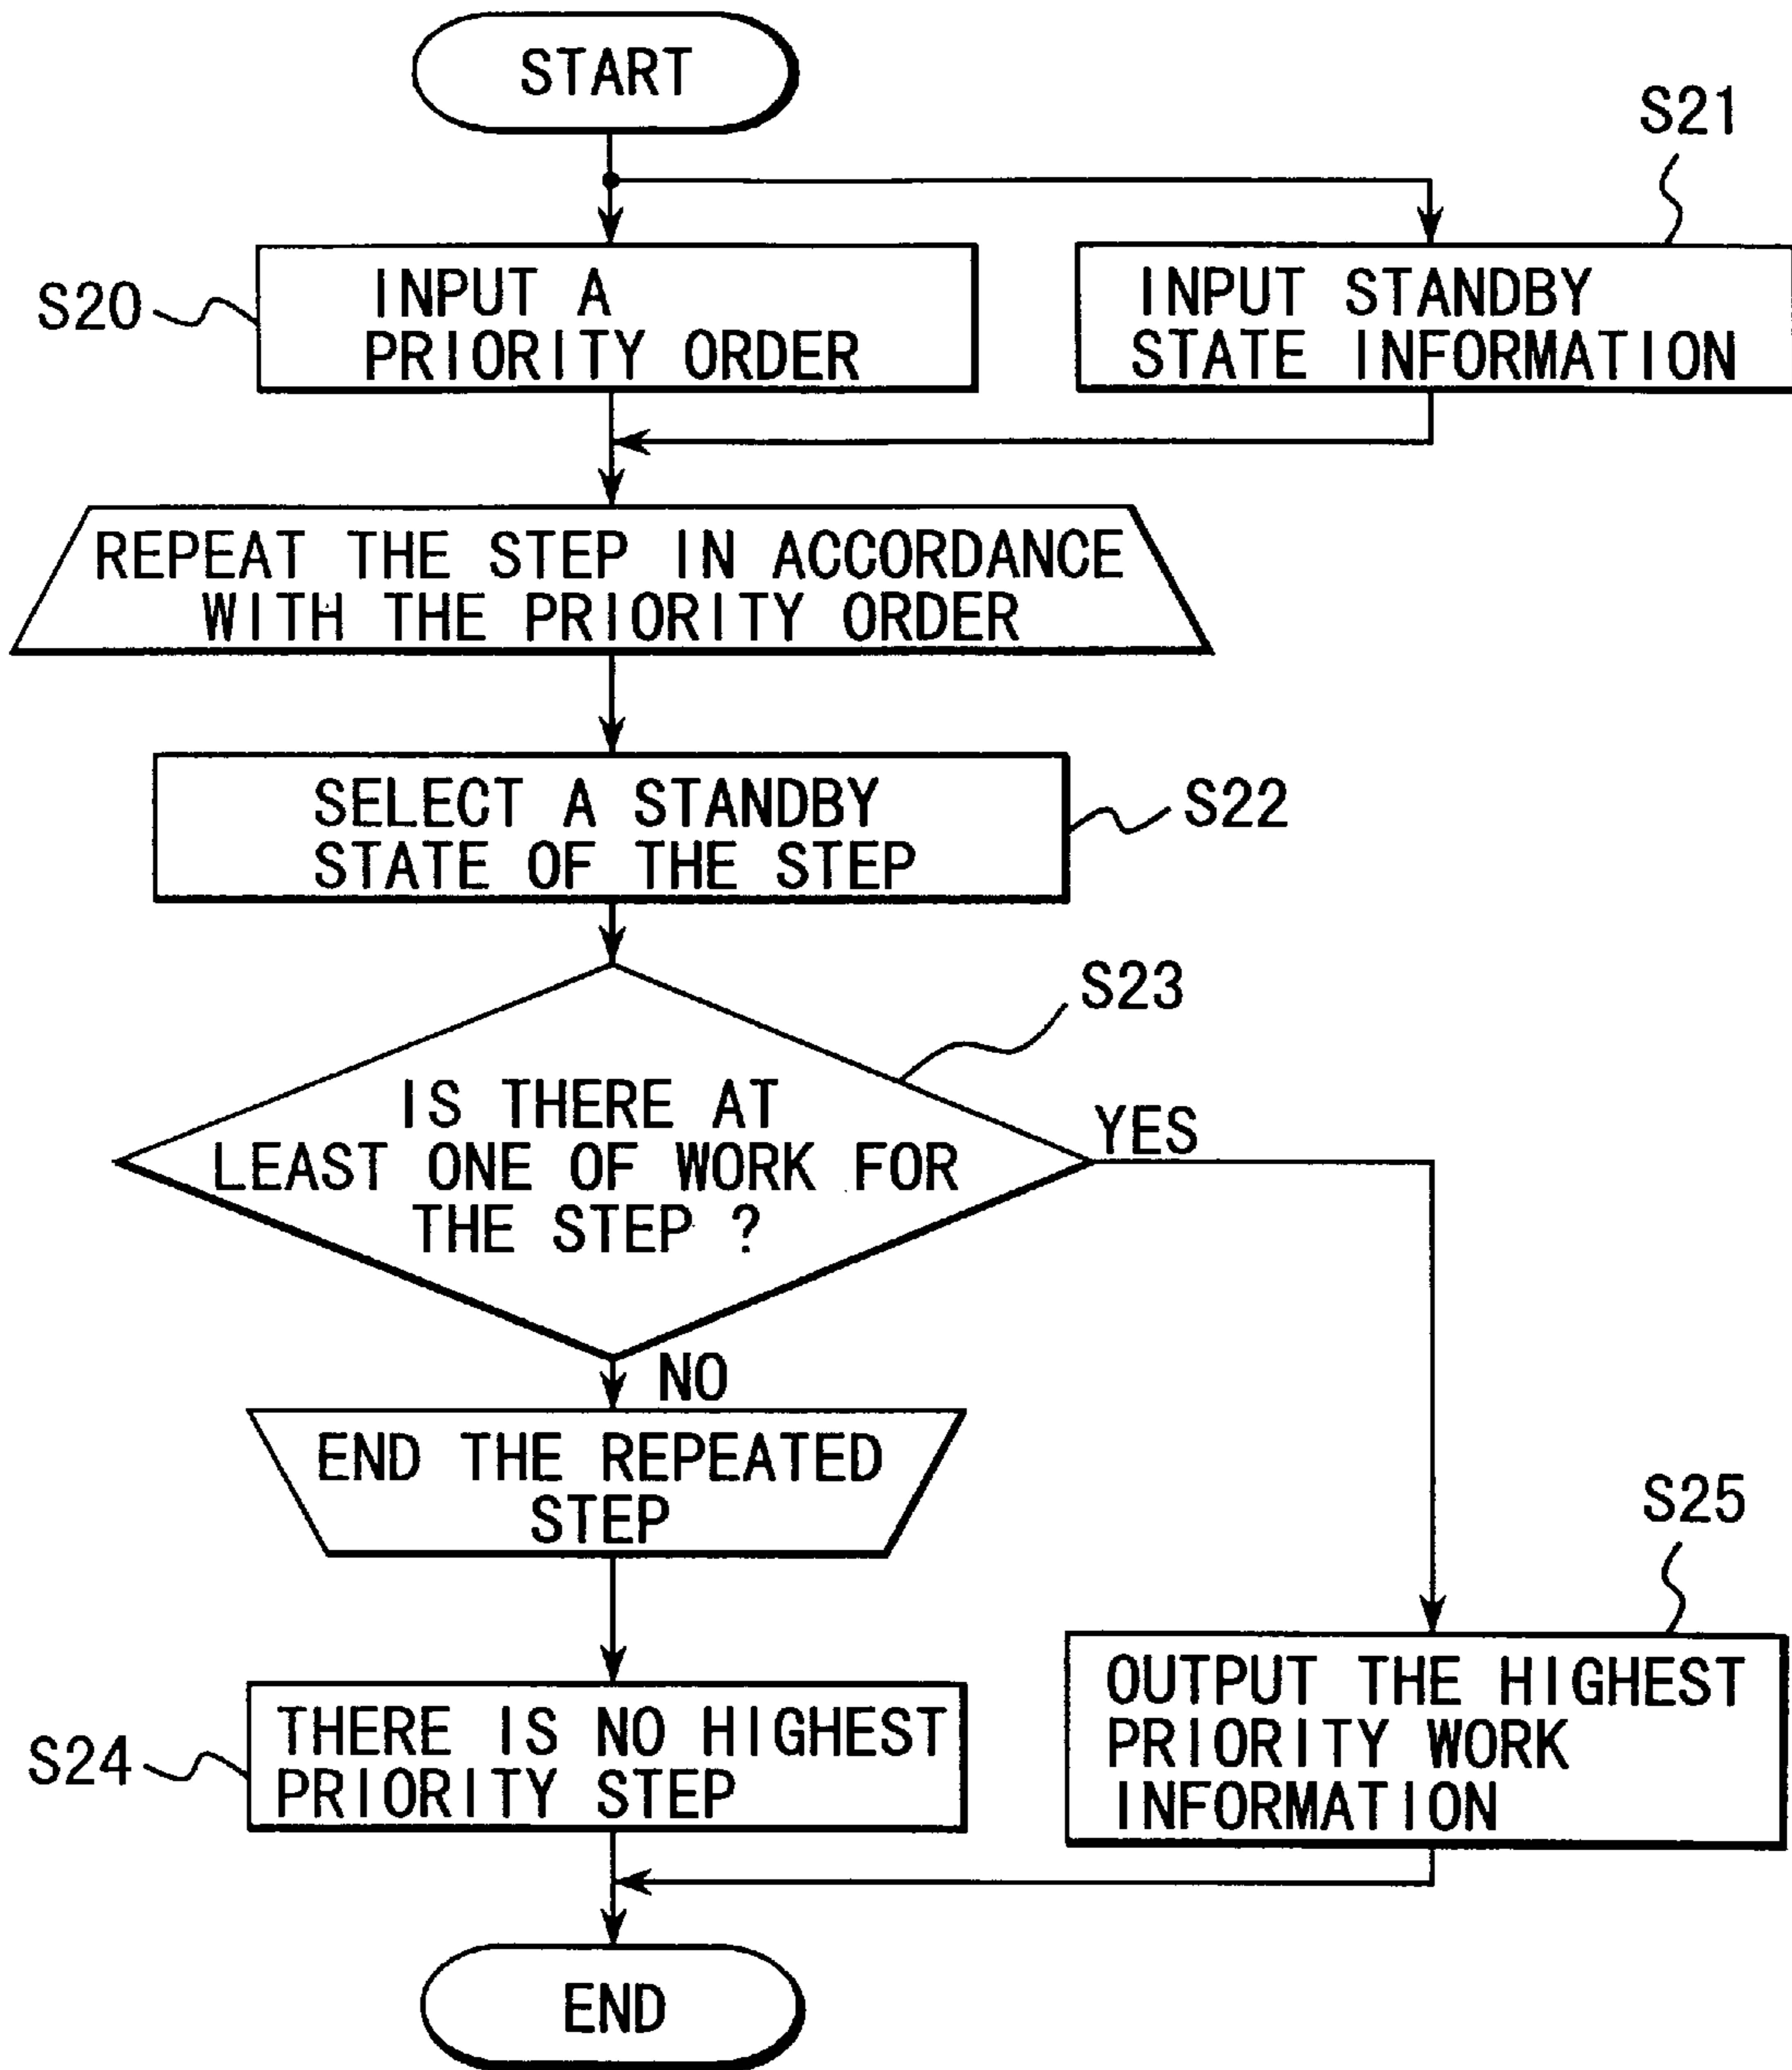 START
S21
S20
INPUT A
PRIORITY ORDER
INPUT STANDBY
STATE INFORMATION
REPEAT THE STEP IN ACCORDANCE
WITH THE PRIORITY ORDER
SELECT A STANDBY
STATE OF THE STEP
S22
S23
IS THERE AT
LEAST ONE OF WORK FOR
THE STEP ?
YES
NO
END THE REPEATED
STEP
S25
S24
THERE IS NO HIGHEST
PRIORITY STEP
OUTPUT THE HIGHEST
PRIORITY WORK
INFORMATION
END